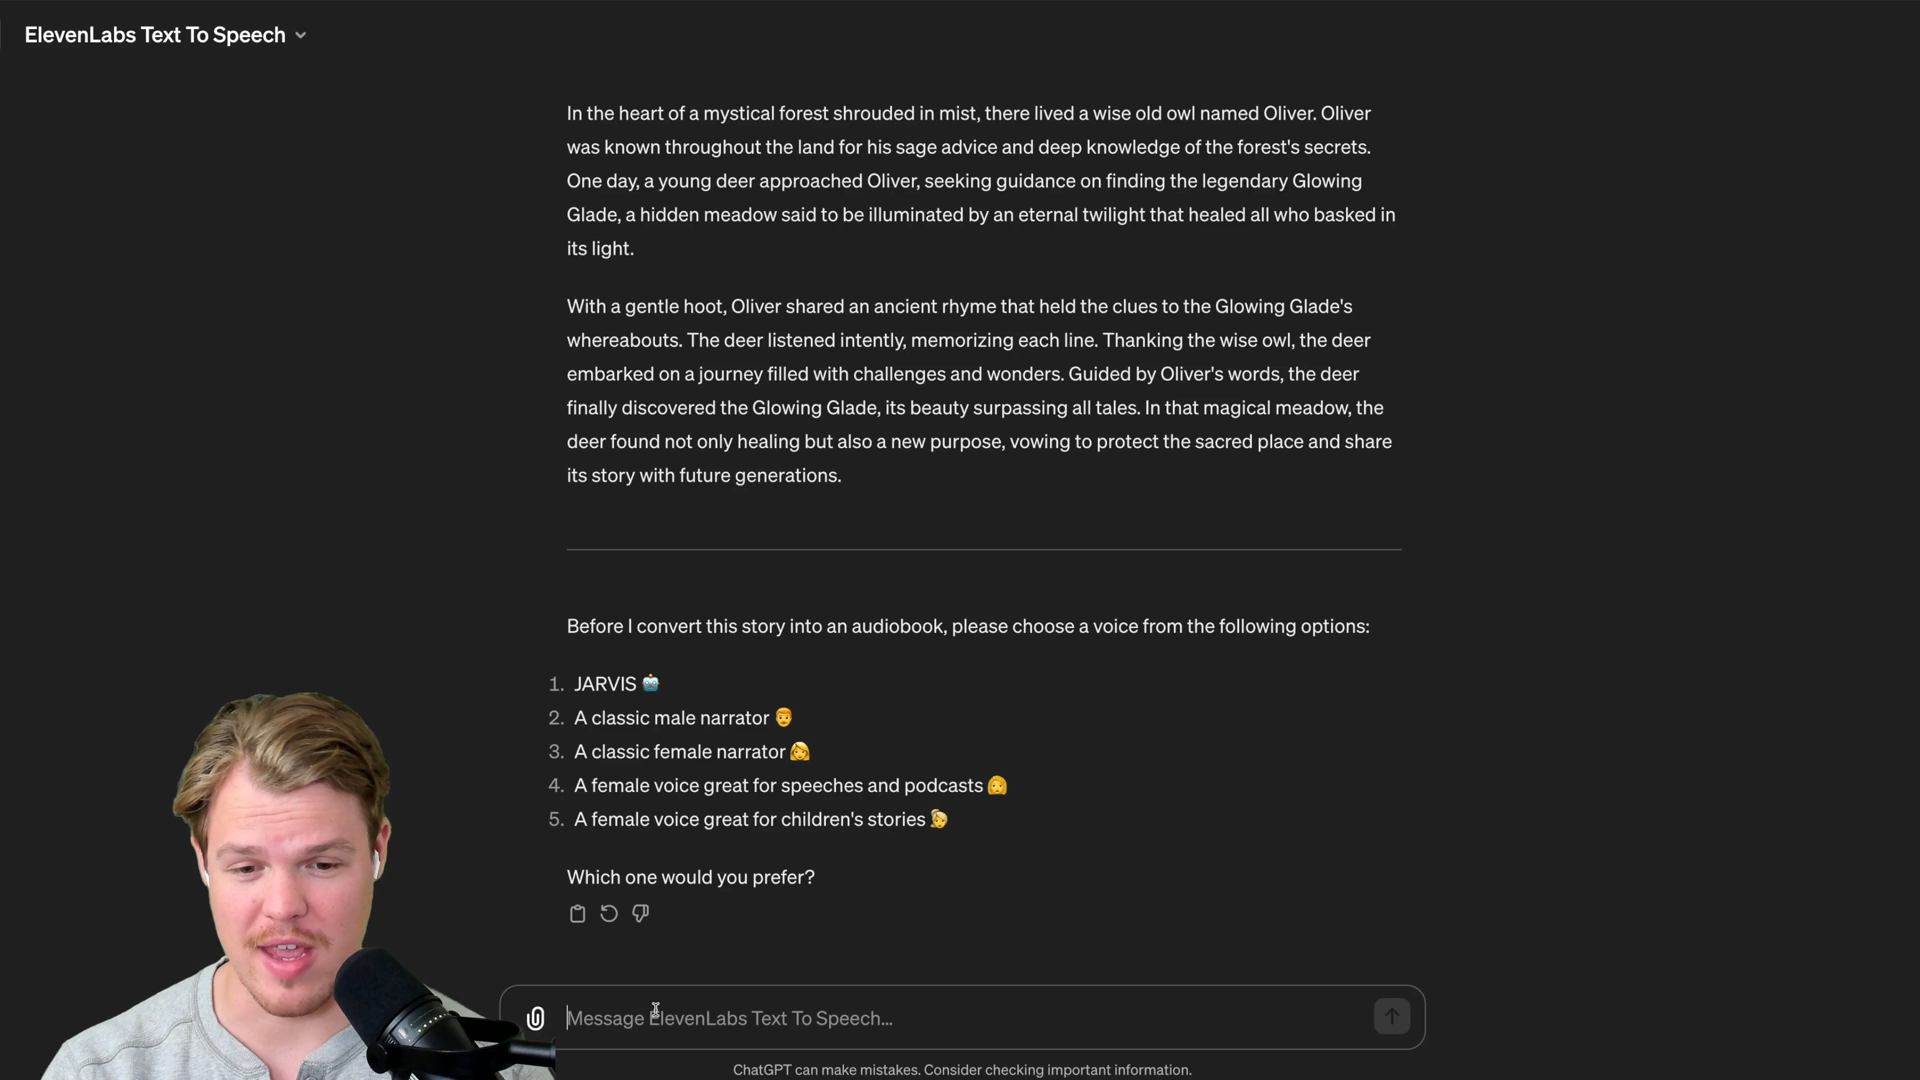 ElevenLabs Text To Speech
In the heart of a mystical forest shrouded in mist, there lived a wise old owl named Oliver. Oliver
was known throughout the land for his sage advice and deep knowledge of the forest's secrets.
One day, a young deer approached Oliver, seeking guidance on finding the legendary Glowing
Glade, a hidden meadow said to be illuminated by an eternal twilight that healed all who basked in
its light.
With a gentle hoot, Oliver shared an ancient rhyme that held the clues to the Glowing Glade's
whereabouts. The deer listened intently, memorizing each line. Thanking the wise owl, the deer
embarked on a journey filled with challenges and wonders. Guided by Oliver's words, the deer
finally discovered the Glowing Glade, its beauty surpassing all tales. In that magical meadow, the
deer found not only healing but also a new purpose, vowing to protect the sacred place and share
its story with future generations.
Before I convert this story into an audiobook, please choose a voice from the following options:
1. JARVIS 🤖
2. A classic male narrator 👨
3. A classic female narrator 👩
4. A female voice great for speeches and podcasts 👩‍🦱
5. A female voice great for children's stories 🧏‍♀️
Which one would you prefer?
Message ElevenLabs Text To Speech...
ChatGPT can make mistakes. Consider checking important information.